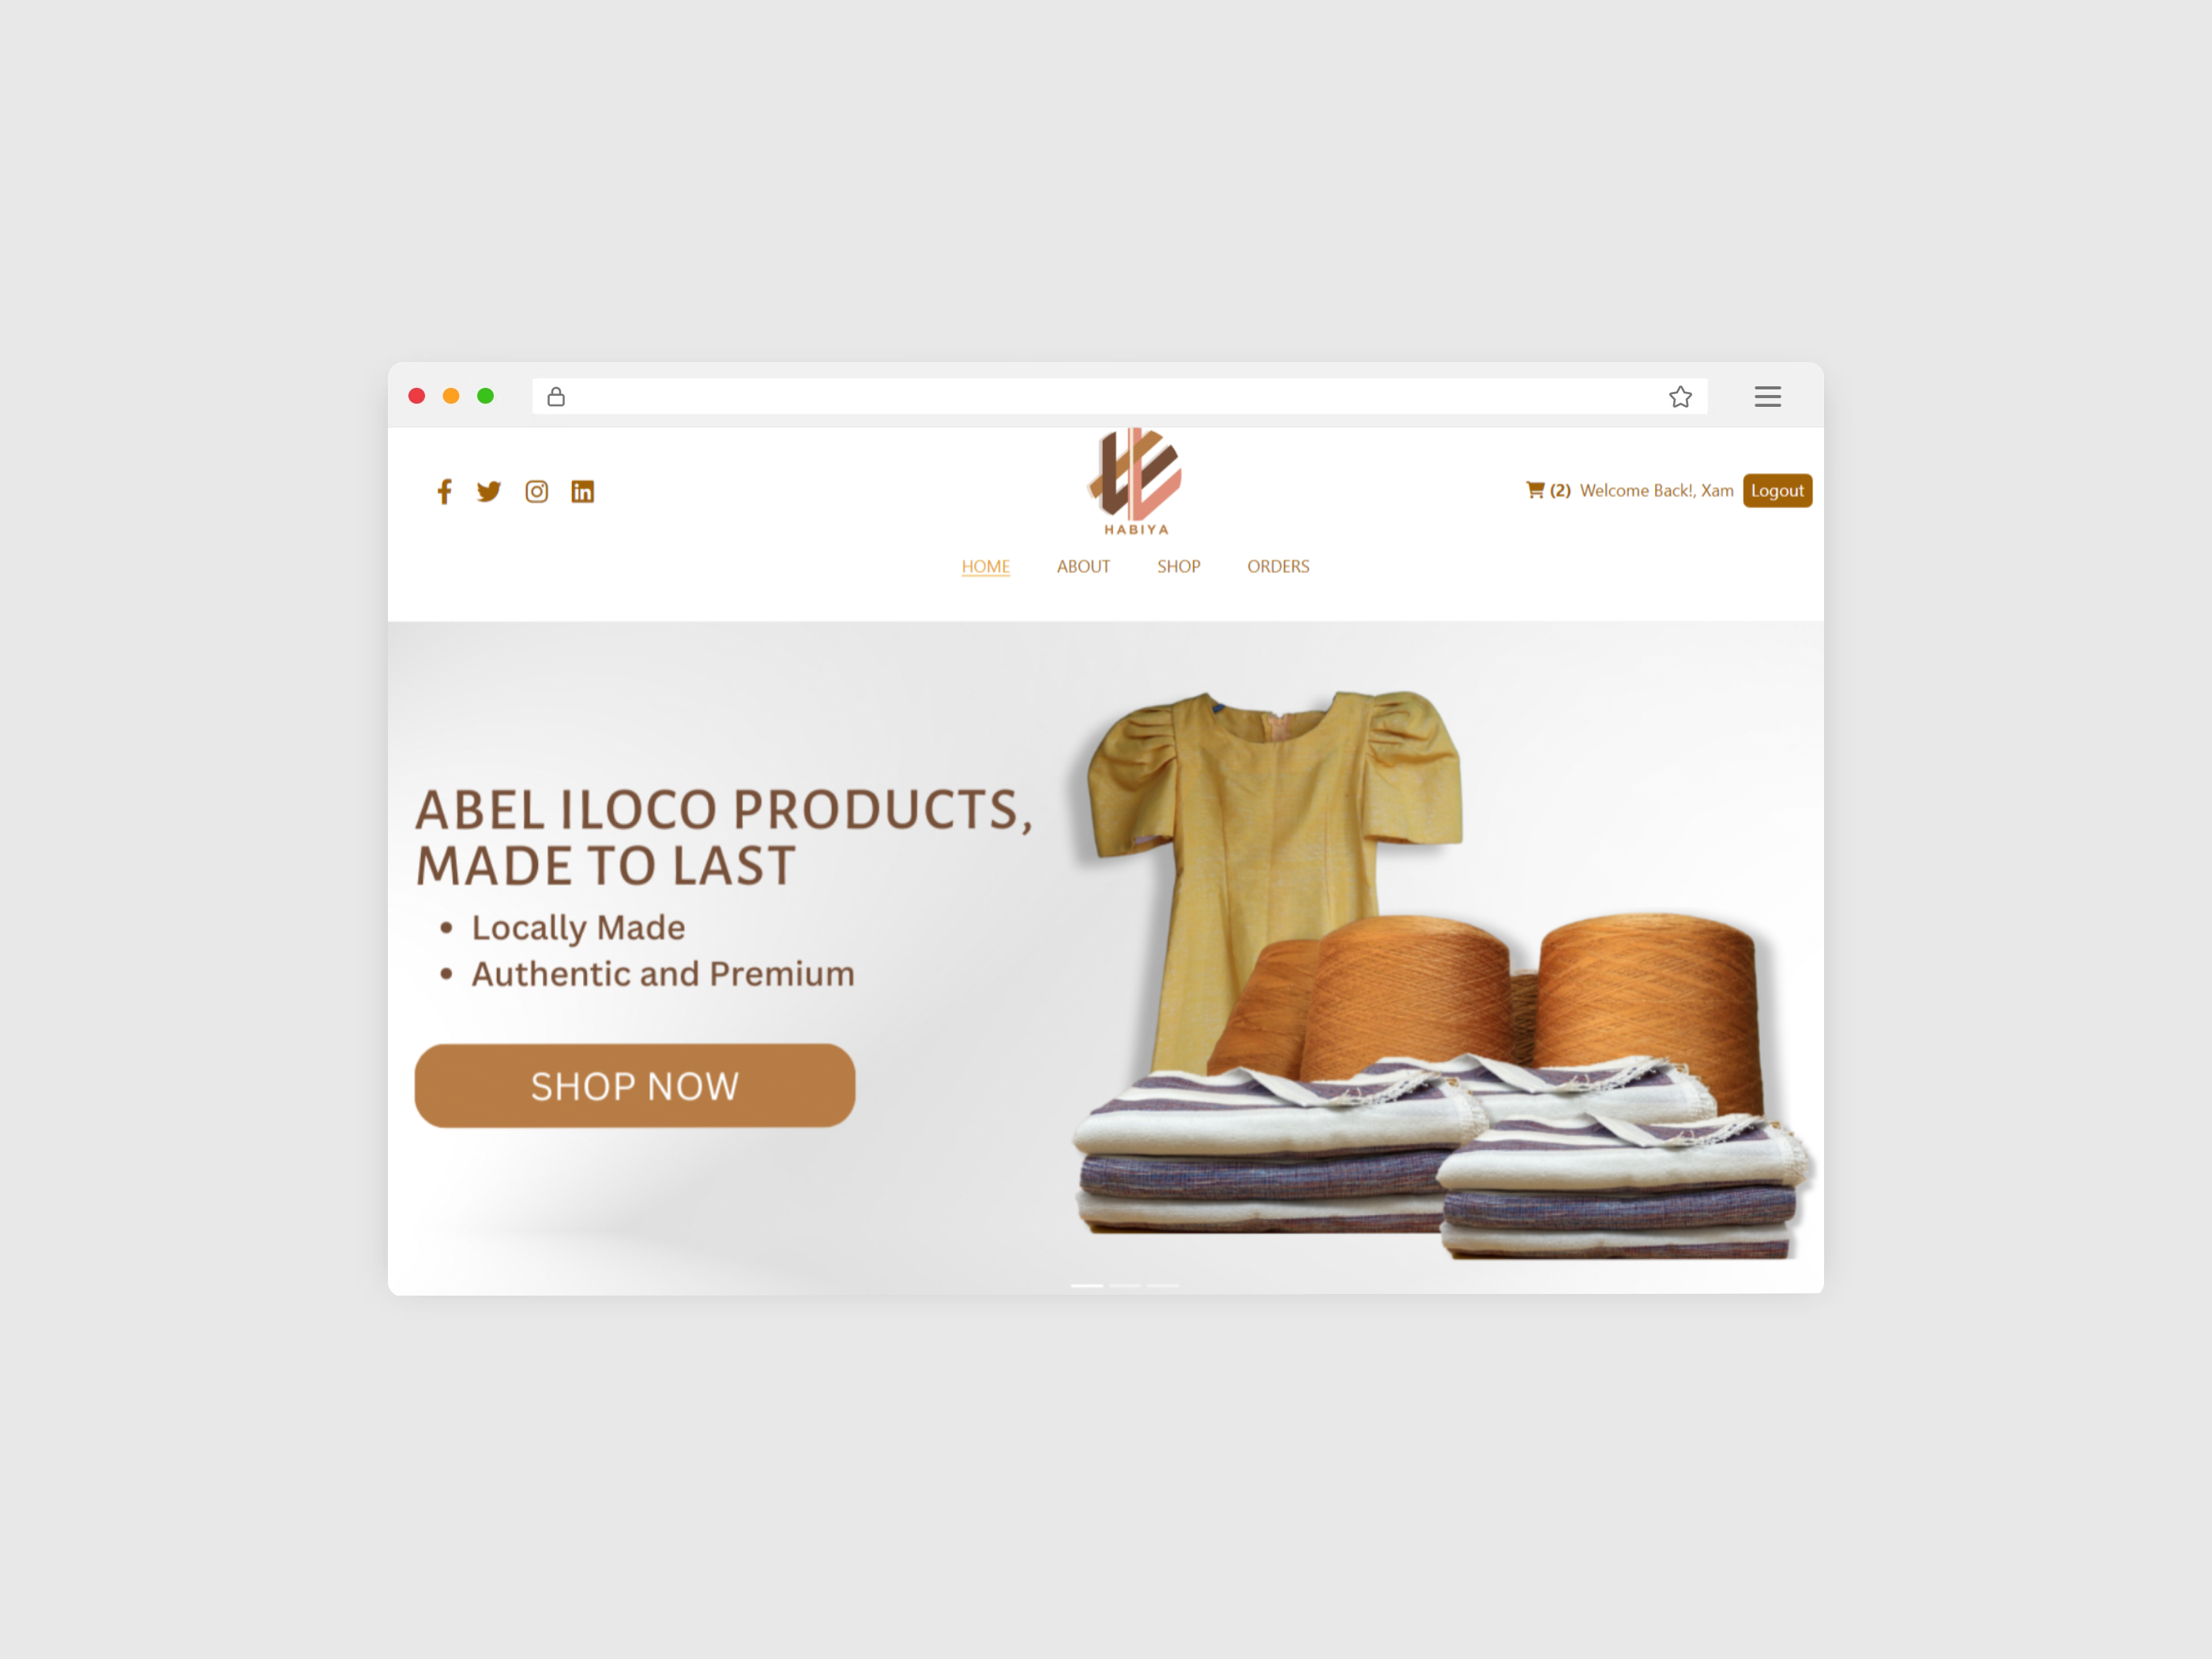 HABIYA
(2) Welcome Back!, Xam Logout
HOME ABOUT SHOP ORDERS
ABEL ILOCO PRODUCTS,
MADE TO LAST
• Locally Made
• Authentic and Premium
SHOP NOW